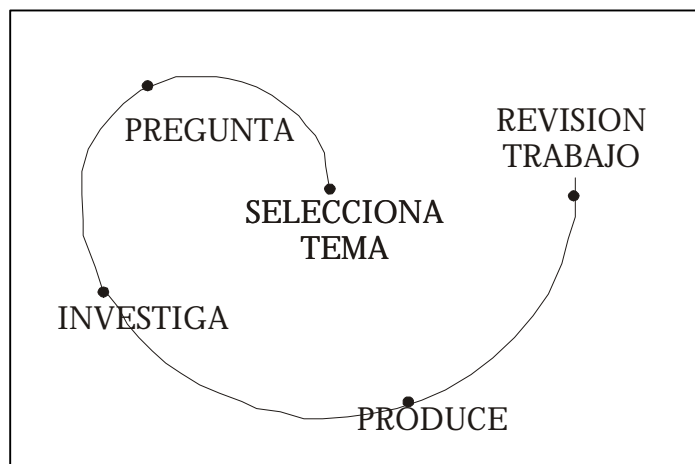 PREGUNTA
REVISION
TRABAJO
SELECCIONA
TEMA
INVESTIGA
PRODUCE